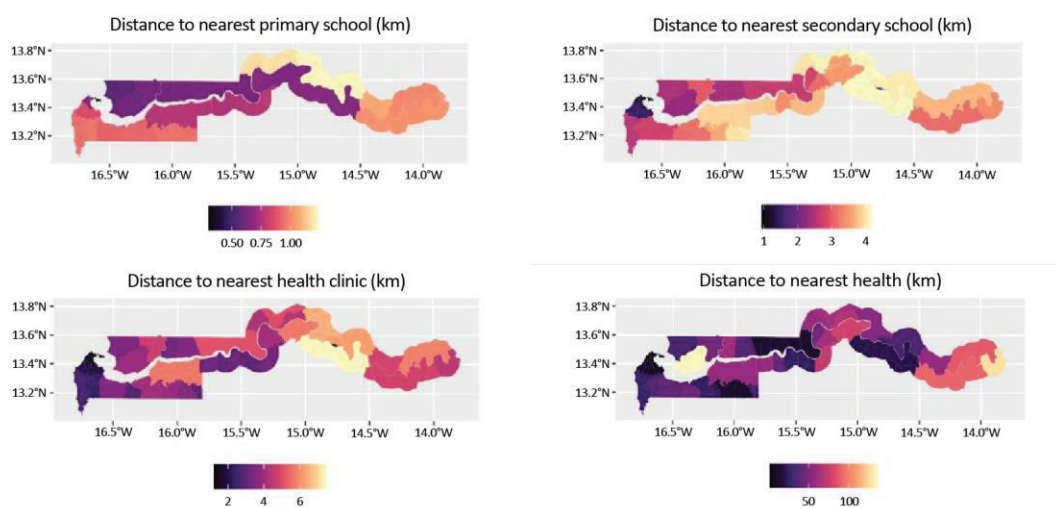 Distance to nearest primary school (km)
13.8°N
13.6°N
13.4°N
13.2°N
16.5°W 16.0°W 15.5°W 15.0°W 14.5°W 14.0°W
0.50 0.75 1.00
Distance to nearest secondary school (km)
13.8°N
13.6°N
13.4°N
13.2°N
16.5°W 16.0°W 15.5°W 15.0°W 14.5°W 14.0°W
1 2 3 4
Distance to nearest health clinic (km)
13.8°N
13.6°N
13.4°N
13.2°N
16.5°W 16.0°W 15.5°W 15.0°W 14.5°W 14.0°W
2 4 6
Distance to nearest health (km)
13.8°N
13.6°N
13.4°N
13.2°N
16.5°W 16.0°W 15.5°W 15.0°W 14.5°W 14.0°W
50 100